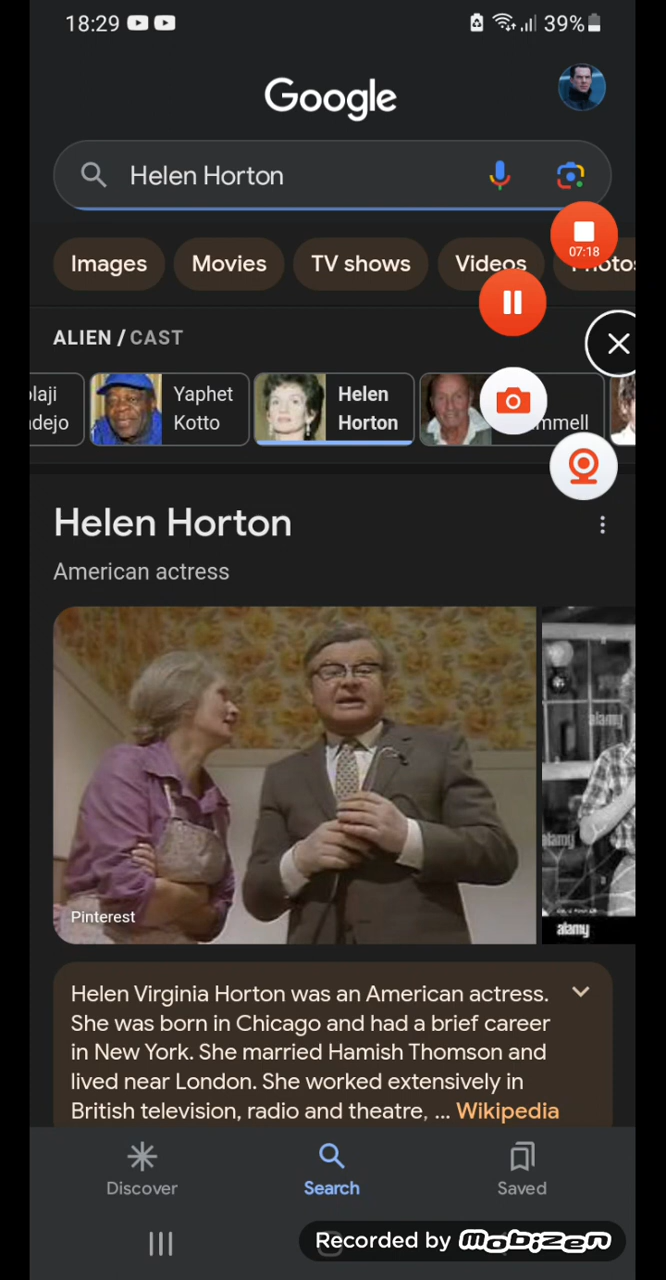 18:29
39%
Google
Helen Horton
07:18
Images
Movies
TV shows
Videos
ALIEN / CAST
Yaphet
Kotto
Helen
Horton
Helen Horton
American actress
Pinterest
alamy
alamy
alamy
Helen Virginia Horton was an American actress.
She was born in Chicago and had a brief career
in New York. She married Hamish Thomson and
lived near London. She worked extensively in
British television, radio and theatre, ... Wikipedia
Discover
Search
Saved
Recorded by mobizen